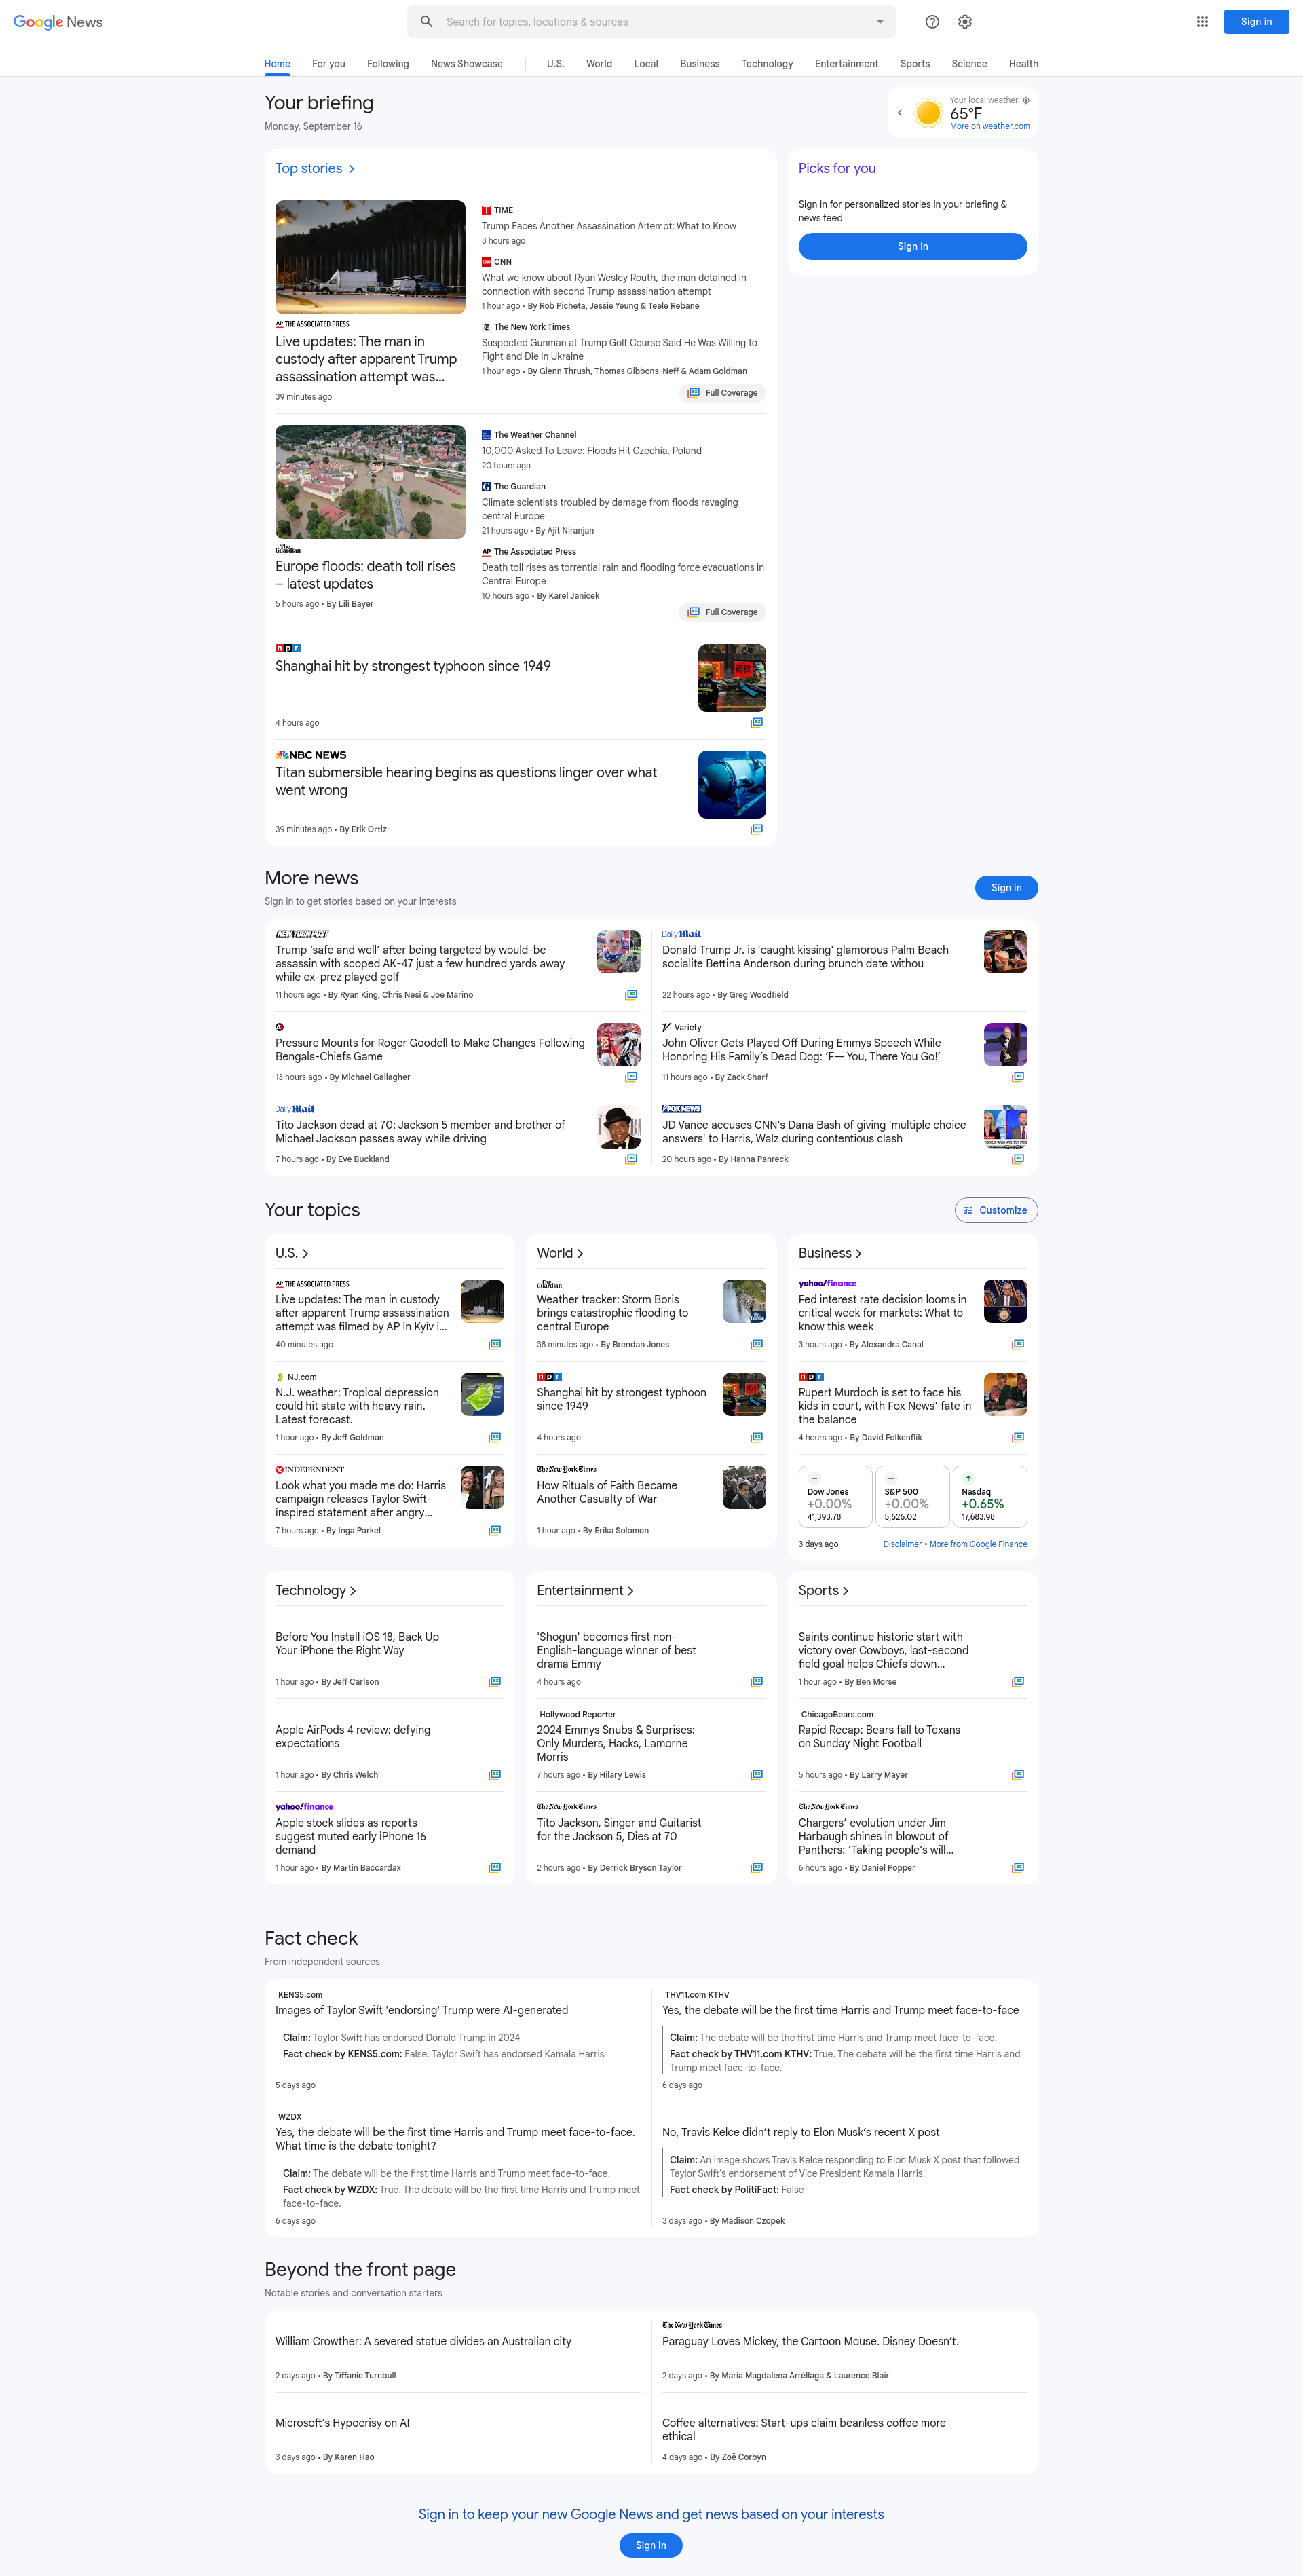 Google News
Search for topics, locations & sources
Sign in
Home
For you
Following
News Showcase
U.S.
World
Local
Business
Technology
Entertainment
Sports
Science
Health
Your briefing
Monday, September 16
Your local weather
65°F
More on weather.com
Top stories
AP THE ASSOCIATED PRESS
Live updates: The man in
custody after apparent Trump
assassination attempt was...
39 minutes ago
TIME
Trump Faces Another Assassination Attempt: What to Know
8 hours ago
CNN
What we know about Ryan Wesley Routh, the man detained in
connection with second Trump assassination attempt
1 hour ago • By Rob Picheta, Jessie Yeung & Teele Rebane
The New York Times
Suspected Gunman at Trump Golf Course Said He Was Willing to
Fight and Die in Ukraine
1 hour ago • By Glenn Thrush, Thomas Gibbons-Neff & Adam Goldman
Full Coverage
The Guardian
Europe floods: death toll rises
– latest updates
5 hours ago • By Lili Bayer
The Weather Channel
10,000 Asked To Leave: Floods Hit Czechia, Poland
20 hours ago
The Guardian
Climate scientists troubled by damage from floods ravaging
central Europe
21 hours ago • By Ajit Niranjan
AP The Associated Press
Death toll rises as torrential rain and flooding force evacuations in
Central Europe
10 hours ago • By Karel Janicek
Full Coverage
npr
Shanghai hit by strongest typhoon since 1949
4 hours ago
NBC NEWS
Titan submersible hearing begins as questions linger over what
went wrong
39 minutes ago • By Erik Ortiz
Picks for you
Sign in for personalized stories in your briefing &
news feed
Sign in
More news
Sign in to get stories based on your interests
Sign in
NEW YORK POST
Trump ‘safe and well’ after being targeted by would-be
assassin with scoped AK-47 just a few hundred yards away
while ex-prez played golf
11 hours ago • By Ryan King, Chris Nesi & Joe Marino
Daily Mail
Donald Trump Jr. is 'caught kissing' glamorous Palm Beach
socialite Bettina Anderson during brunch date withou
22 hours ago • By Greg Woodfield
Pressure Mounts for Roger Goodell to Make Changes Following
Bengals-Chiefs Game
13 hours ago • By Michael Gallagher
Variety
John Oliver Gets Played Off During Emmys Speech While
Honoring His Family’s Dead Dog: ‘F— You, There You Go!’
11 hours ago • By Zack Sharf
Daily Mail
Tito Jackson dead at 70: Jackson 5 member and brother of
Michael Jackson passes away while driving
7 hours ago • By Eve Buckland
FOX NEWS
JD Vance accuses CNN's Dana Bash of giving 'multiple choice
answers' to Harris, Walz during contentious clash
20 hours ago • By Hanna Panreck
Your topics
Customize
U.S.
AP THE ASSOCIATED PRESS
Live updates: The man in custody
after apparent Trump assassination
attempt was filmed by AP in Kyiv i...
40 minutes ago
NJ.com
N.J. weather: Tropical depression
could hit state with heavy rain.
Latest forecast.
1 hour ago • By Jeff Goldman
INDEPENDENT
Look what you made me do: Harris
campaign releases Taylor Swift-
inspired statement after angry...
7 hours ago • By Inga Parkel
World
The Guardian
Weather tracker: Storm Boris
brings catastrophic flooding to
central Europe
38 minutes ago • By Brendan Jones
npr
Shanghai hit by strongest typhoon
since 1949
4 hours ago
The New York Times
How Rituals of Faith Became
Another Casualty of War
1 hour ago • By Erika Solomon
Business
yahoo!finance
Fed interest rate decision looms in
critical week for markets: What to
know this week
3 hours ago • By Alexandra Canal
npr
Rupert Murdoch is set to face his
kids in court, with Fox News’ fate in
the balance
4 hours ago • By David Folkenflik
Dow Jones
+0.00%
41,393.78
S&P 500
+0.00%
5,626.02
Nasdaq
+0.65%
17,683.98
3 days ago
Disclaimer • More from Google Finance
Technology
Before You Install iOS 18, Back Up
Your iPhone the Right Way
1 hour ago • By Jeff Carlson
Apple AirPods 4 review: defying
expectations
1 hour ago • By Chris Welch
yahoo!finance
Apple stock slides as reports
suggest muted early iPhone 16
demand
1 hour ago • By Martin Baccardax
Entertainment
'Shogun' becomes first non-
English-language winner of best
drama Emmy
4 hours ago
Hollywood Reporter
2024 Emmys Snubs & Surprises:
Only Murders, Hacks, Lamorne
Morris
7 hours ago • By Hilary Lewis
The New York Times
Tito Jackson, Singer and Guitarist
for the Jackson 5, Dies at 70
2 hours ago • By Derrick Bryson Taylor
Sports
Saints continue historic start with
victory over Cowboys, last-second
field goal helps Chiefs down...
1 hour ago • By Ben Morse
ChicagoBears.com
Rapid Recap: Bears fall to Texans
on Sunday Night Football
5 hours ago • By Larry Mayer
The New York Times
Chargers’ evolution under Jim
Harbaugh shines in blowout of
Panthers: ‘Taking people’s will...
6 hours ago • By Daniel Popper
Fact check
From independent sources
KENS5.com
Images of Taylor Swift 'endorsing' Trump were AI-generated
Claim: Taylor Swift has endorsed Donald Trump in 2024
Fact check by KENS5.com: False. Taylor Swift has endorsed Kamala Harris
5 days ago
THV11.com KTHV
Yes, the debate will be the first time Harris and Trump meet face-to-face
Claim: The debate will be the first time Harris and Trump meet face-to-face.
Fact check by THV11.com KTHV: True. The debate will be the first time Harris and
Trump meet face-to-face.
6 days ago
WZDX
Yes, the debate will be the first time Harris and Trump meet face-to-face.
What time is the debate tonight?
Claim: The debate will be the first time Harris and Trump meet face-to-face.
Fact check by WZDX: True. The debate will be the first time Harris and Trump meet
face-to-face.
6 days ago
No, Travis Kelce didn’t reply to Elon Musk’s recent X post
Claim: An image shows Travis Kelce responding to Elon Musk X post that followed
Taylor Swift’s endorsement of Vice President Kamala Harris.
Fact check by PolitiFact: False
3 days ago • By Madison Czopek
Beyond the front page
Notable stories and conversation starters
William Crowther: A severed statue divides an Australian city
2 days ago • By Tiffanie Turnbull
The New York Times
Paraguay Loves Mickey, the Cartoon Mouse. Disney Doesn’t.
2 days ago • By María Magdalena Arréllaga & Laurence Blair
Microsoft’s Hypocrisy on AI
3 days ago • By Karen Hao
Coffee alternatives: Start-ups claim beanless coffee more
ethical
4 days ago • By Zoë Corbyn
Sign in to keep your new Google News and get news based on your interests
Sign in